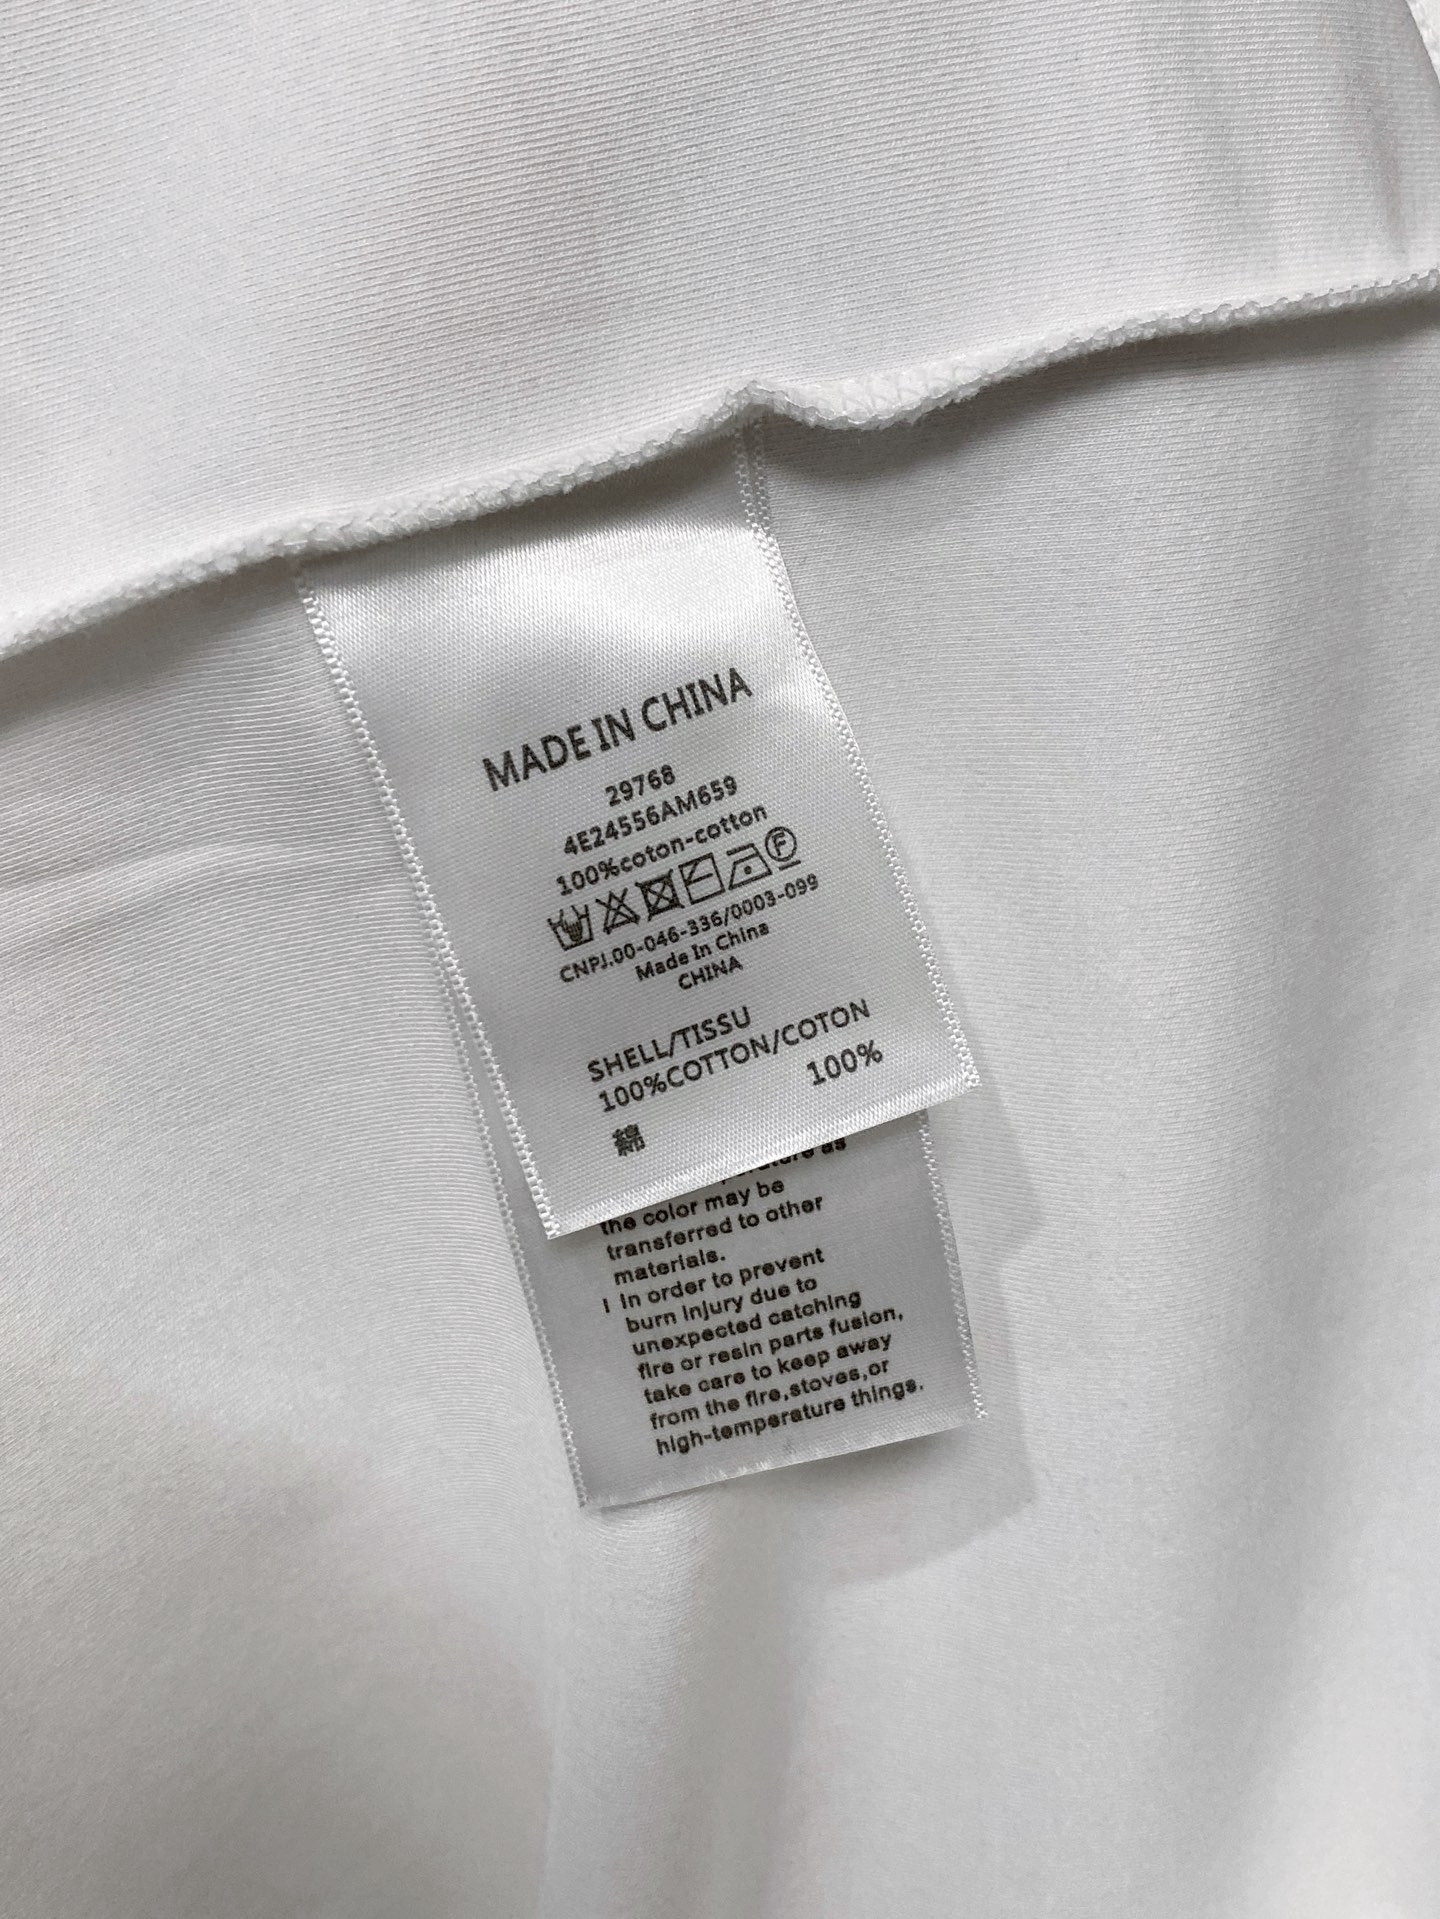 MADE IN CHINA
29768
4E24556AM659
100%coton-cotton
F
CNPJ.00-046-336/0003-099
Made In China
CHINA
SHELL/TISSU
100%COTTON/COTON
100%
綿
as
the color may be
transferred to other
materials.
I In order to prevent
burn injury due to
unexpected catching
fire or resin parts fusion,
take care to keep away
from the fire,stoves,or
high-temperature things.